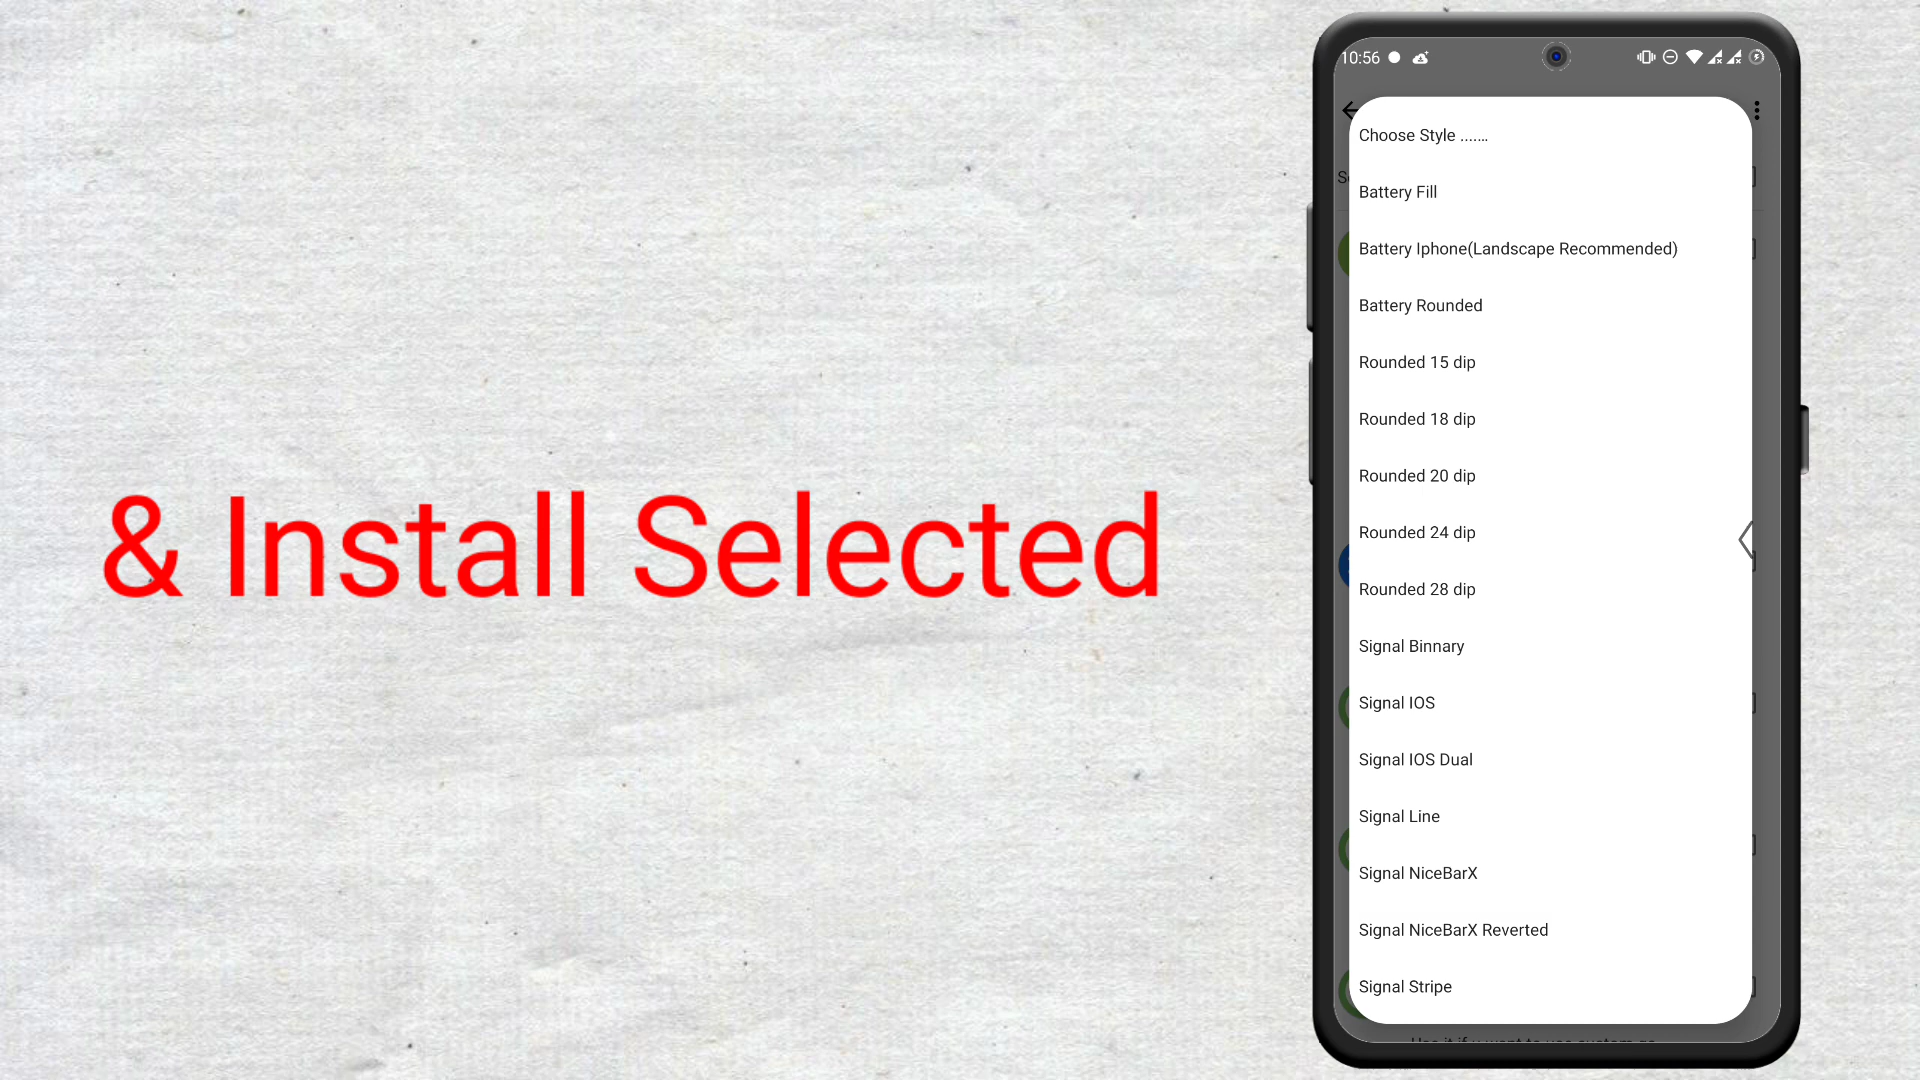 & Install Selected
10:56
Choose Style .......
Battery Fill
Battery Iphone(Landscape Recommended)
Battery Rounded
Rounded 15 dip
Rounded 18 dip
Rounded 20 dip
Rounded 24 dip
Rounded 28 dip
Signal Binnary
Signal IOS
Signal IOS Dual
Signal Line
Signal NiceBarX
Signal NiceBarX Reverted
Signal Stripe